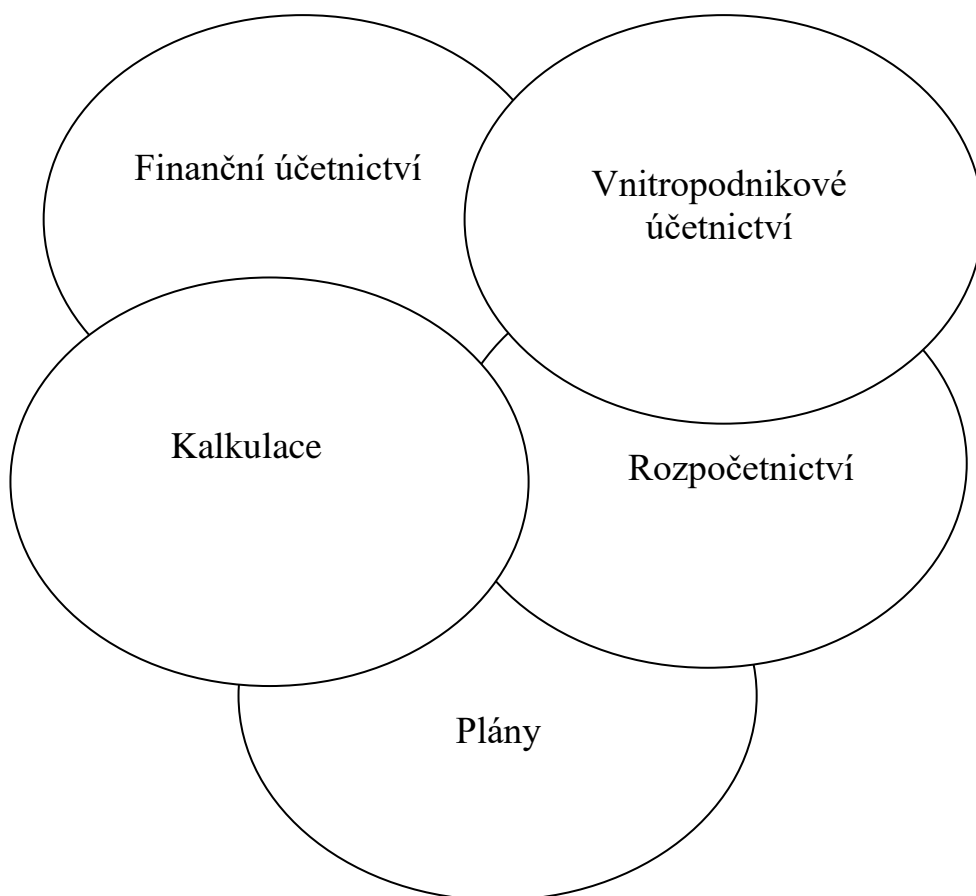 Finanční účetnictví
Vnitropodnikové
účetnictví
Kalkulace
Rozpočetnictví
Plány